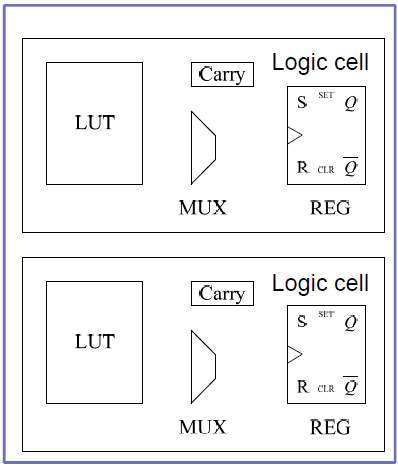 Logic cell
Carry
LUT
S SET Q
R CLR Q̅
MUX
REG
Logic cell
Carry
LUT
S SET Q
R CLR Q̅
MUX
REG